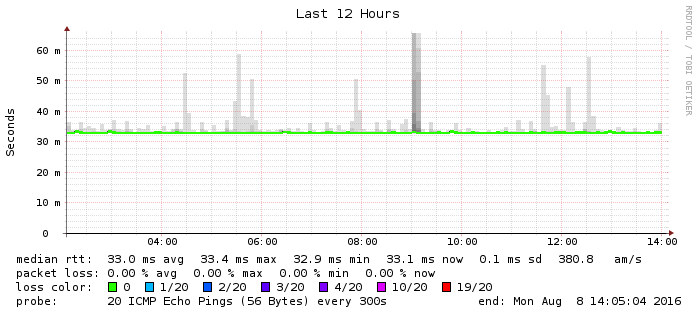 Last 12 Hours
RRDTOOL / TOBI OETIKER
Seconds
60 m
50 m
40 m
30 m
20 m
10 m
0
04:00 06:00 08:00 10:00 12:00 14:00
median rtt: 33.0 ms avg 33.4 ms max 32.9 ms min 33.1 ms now 0.1 ms sd 380.8 am/s
packet loss: 0.00 % avg 0.00 % max 0.00 % min 0.00 % now
loss color: 0 1/20 2/20 3/20 4/20 10/20 19/20
probe: 20 ICMP Echo Pings (56 Bytes) every 300s end: Mon Aug 8 14:05:04 2016